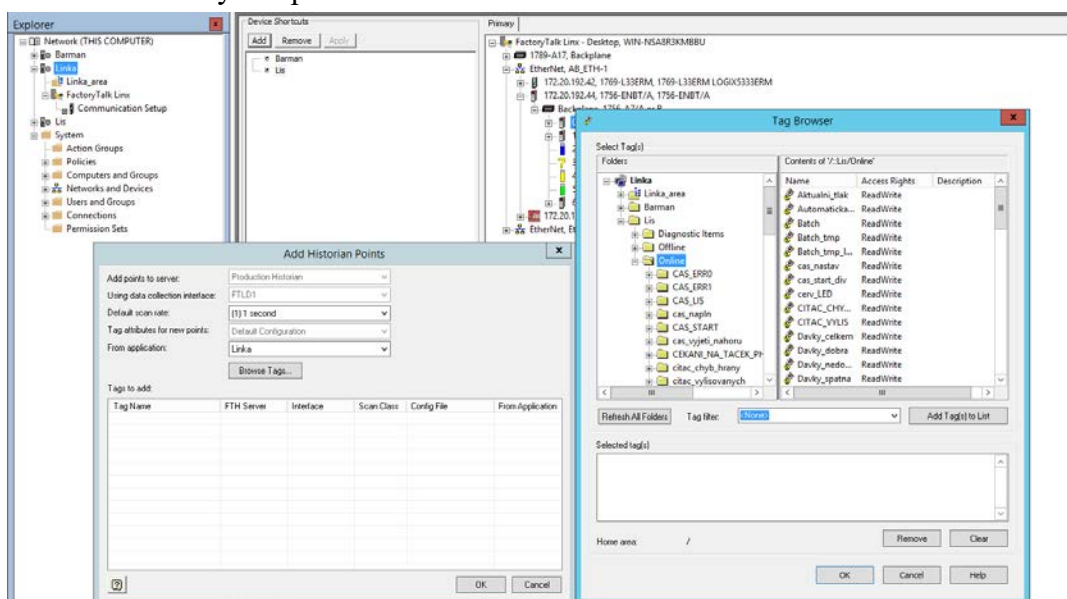 Explorer
Network (THIS COMPUTER)
Barman
Linka
Linka_area
FactoryTalk Linx
Communication Setup
Lis
System
Action Groups
Policies
Computers and Groups
Networks and Devices
Users and Groups
Connections
Permission Sets
Device Shortcuts
Add Remove Apply
Barman
Lis
Primary
FactoryTalk Linx - Desktop, WIN-NSA8R3KMBBU
1789-A17, Backplane
EtherNet, AB_ETH-1
172.20.192.42, 1769-L33ERM, 1769-L33ERM LOGIX5333ERM
172.20.192.44, 1756-ENBT/A, 1756-ENBT/A
172.20.1
EtherNet, Et
Add Historian Points
Add points to server: Production Historian
Using data collection interface: FTLD1
Default scan rate: (1) 1 second
Tag attributes for new points: Default Configuration
From application: Linka
Browse Tags...
Tags to add:
Tag Name FTH Server Interface Scan Class Config File From Application
OK Cancel
Tag Browser
Select Tag(s)
Folders
Linka
Linka_area
Barman
Lis
Diagnostic Items
Offline
Online
CAS_ERR0
CAS_ERR1
CAS_LIS
cas_napln
CAS_START
cas_vyjeti_nahoru
CEKANI_NA_TACEK_PH
citac_chyb_hrany
citac_vylisovanych
Contents of '/::Lis/Online'
Name Access Rights Description
Aktualni_tlak ReadWrite
Automaticka... ReadWrite
Batch ReadWrite
Batch_tmp ReadWrite
Batch_tmp_l... ReadWrite
cas_nastav ReadWrite
cas_start_div ReadWrite
cerv_LED ReadWrite
CITAC_CHY... ReadWrite
CITAC_VYLIS ReadWrite
Davky_celkem ReadWrite
Davky_dobra ReadWrite
Davky_nedo... ReadWrite
Davky_spatna ReadWrite
Refresh All Folders Tag filter: <None> Add Tag(s) to List
Selected tag(s)
Home area: /
Remove Clear
OK Cancel Help